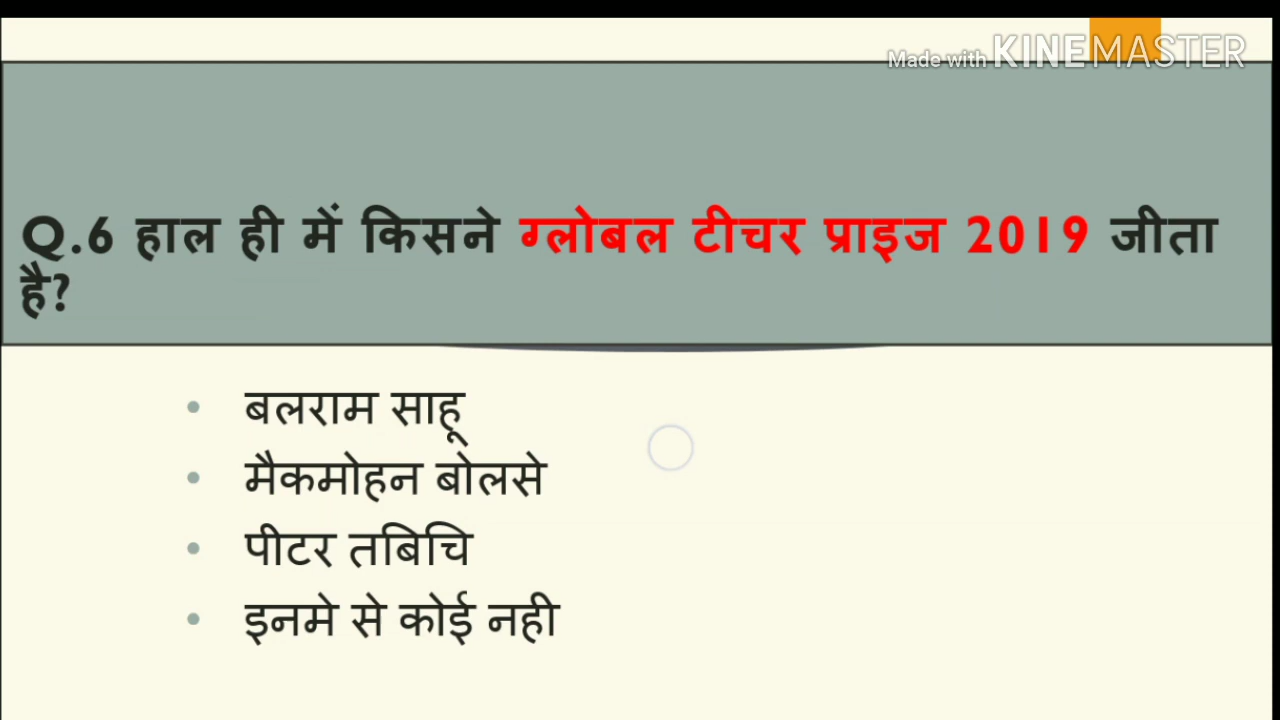 Made with KINEMASTER
Q.6 हाल ही में किसने ग्लोबल टीचर प्राइज 2019 जीता
है?
• बलराम साहू
• मैकमोहन बोलसे
• पीटर तबिचि
• इनमे से कोई नही